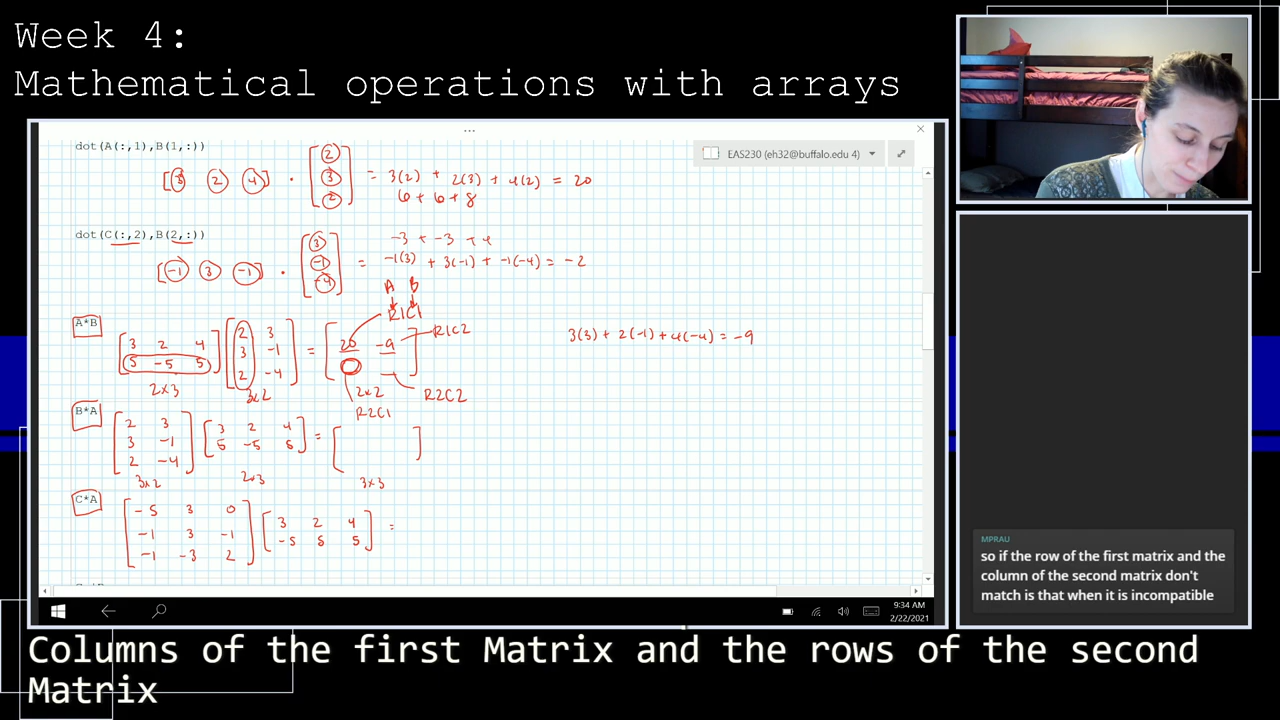 Week 4:
Mathematical operations with arrays
EAS230 (eh32@buffalo.edu 4)
dot(A(:,1),B(1,:))
[3 2 4] · [2 3 2] = 3(2) + 2(3) + 4(2) = 20
6 + 6 + 8
dot(C(:,2),B(2,:))
-3 + -3 + 4
[-1 3 -1] · [3 -1 -4] = -1(3) + 3(-1) + -1(-4) = -2
A B
R1C1
A*B
3 2 4
5 -5 5
2x3
2 3
3 -1
2 -4
3x2
=
20 -9
R1C2
2x2
R2C1
R2C2
3(3) + 2(-1) + 4(-4) = -9
B*A
2 3
3 -1
2 -4
3x2
3 2 4
5 -5 5
2x3
=
3x3
C*A
-5 3 0
-1 3 -1
-1 -3 2
3 2 4
-5 5 5
=
9:34 AM
2/22/2021
MPRAU
so if the row of the first matrix and the
column of the second matrix don't
match is that when it is incompatible
Columns of the first Matrix and the rows of the second
Matrix